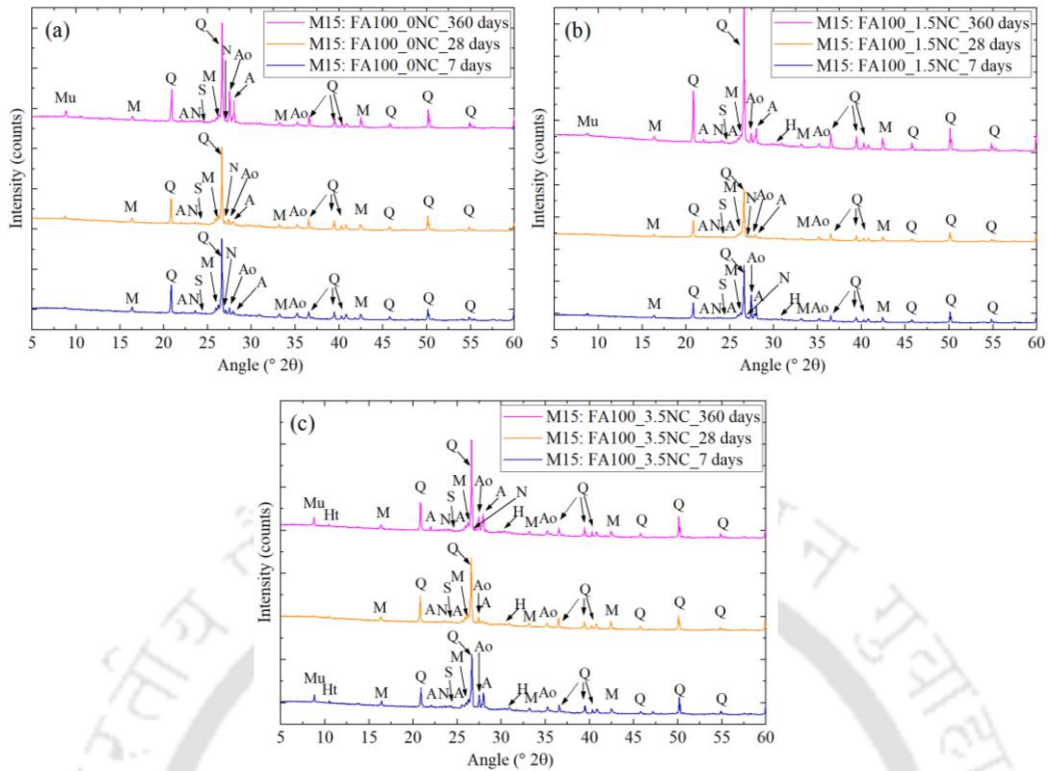 (a)
M15: FA100_0NC_360 days
M15: FA100_0NC_28 days
M15: FA100_0NC_7 days
Q
N
Ao
M
A
S
Q
Mu
M
A N
Q
M Ao
M
Q
Q
Q
Q
M
N
Ao
S
A
M
Q
A N
Q
M Ao
M
Q
Q
Q
Q
M
N
Ao
S
A
M
Q
A N
Q
M Ao
M
Q
Q
Q
5 10 15 20 25 30 35 40 45 50 55 60
Angle (° 2θ)
Intensity (counts)
(b)
M15: FA100_1.5NC_360 days
M15: FA100_1.5NC_28 days
M15: FA100_1.5NC_7 days
Q
M
Ao
A
S
Q
Mu
M
A N A
H
Q
M Ao
M
Q
Q
Q
Q
M
N
Ao
A
S
M
Q
A N A
Q
M Ao
M
Q
Q
Q
Q
M
Ao
N
S
A
M
Q
A N A
H
Q
M Ao
M
Q
Q
Q
5 10 15 20 25 30 35 40 45 50 55 60
Angle (° 2θ)
Intensity (counts)
(c)
M15: FA100_3.5NC_360 days
M15: FA100_3.5NC_28 days
M15: FA100_3.5NC_7 days
Q
M
Ao
A
N
S
Mu
Ht
M
Q
A N
H
Q
M Ao
M
Q
Q
Q
Q
M
Ao
S
A
M
Q
A N A
H
Q
M Ao
M
Q
Q
Q
Q
M
Ao
S
A
Mu
Ht
M
Q
A N A
H
Q
M Ao
M
Q
Q
Q
5 10 15 20 25 30 35 40 45 50 55 60
Angle (° 2θ)
Intensity (counts)